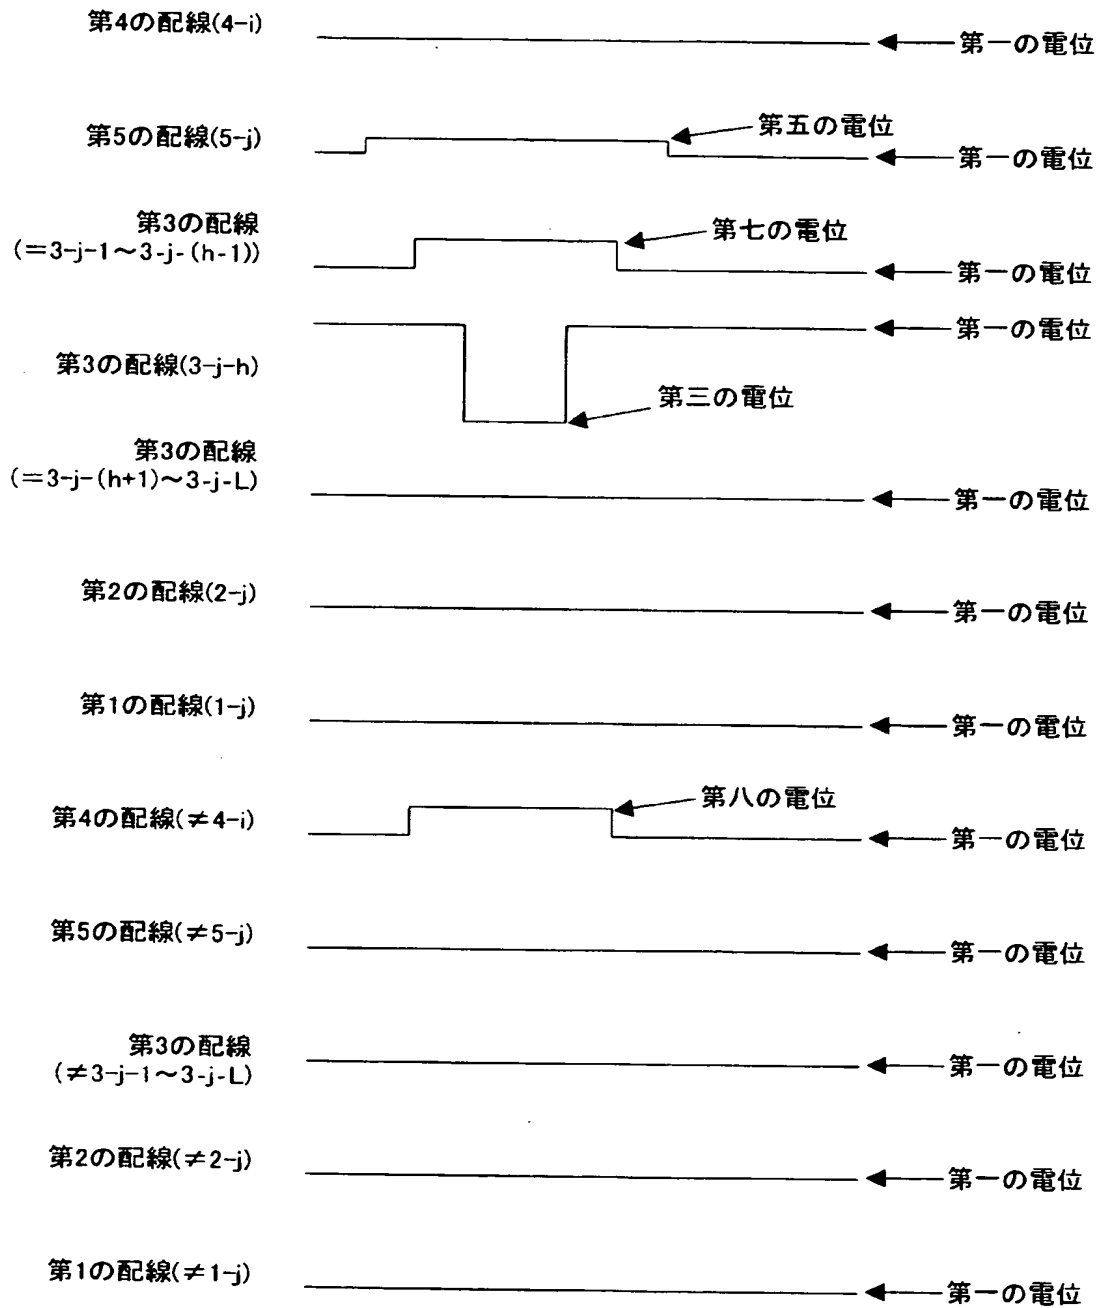 第4の配線(4-i)
第一の電位
第5の配線(5-j)
第五の電位
第一の電位
第3の配線
(=3-j-1～3-j-(h-1))
第七の電位
第一の電位
第一の電位
第3の配線(3-j-h)
第三の電位
第3の配線
(=3-j-(h+1)～3-j-L)
第一の電位
第2の配線(2-j)
第一の電位
第1の配線(1-j)
第一の電位
第八の電位
第4の配線(≠4-i)
第一の電位
第5の配線(≠5-j)
第一の電位
第3の配線
(≠3-j-1～3-j-L)
第一の電位
第2の配線(≠2-j)
第一の電位
第1の配線(≠1-j)
第一の電位